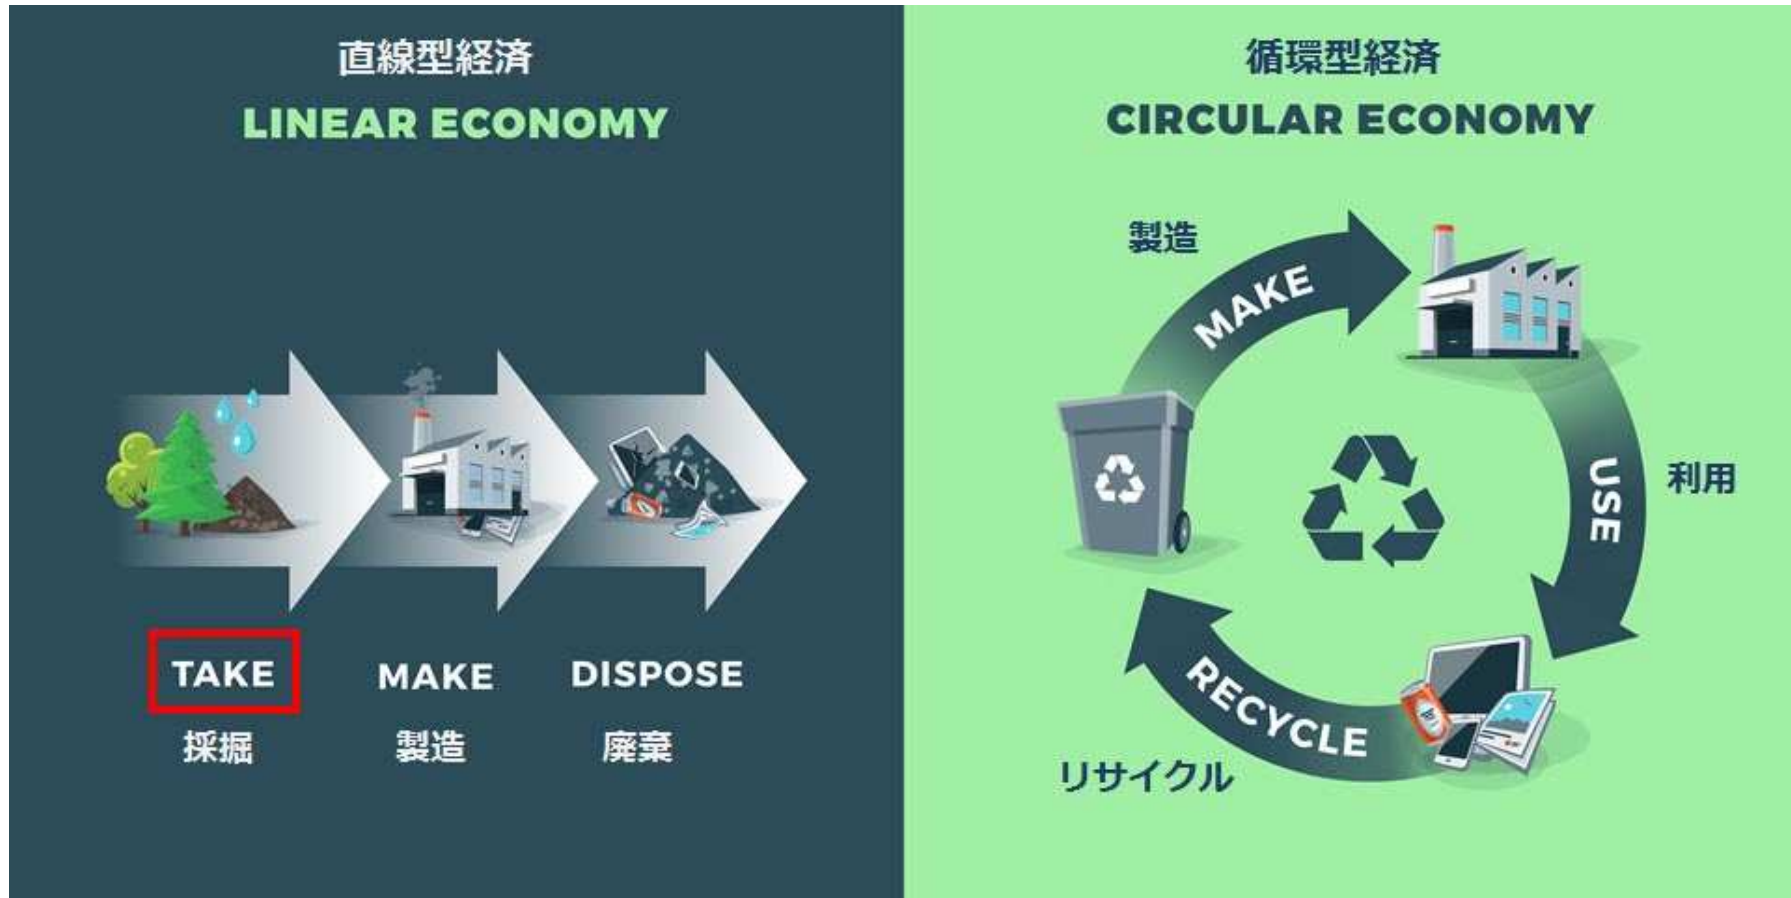 直線型経済
LINEAR ECONOMY
TAKE
採掘
MAKE
製造
DISPOSE
廃棄
循環型経済
CIRCULAR ECONOMY
製造
MAKE
USE
利用
RECYCLE
リサイクル